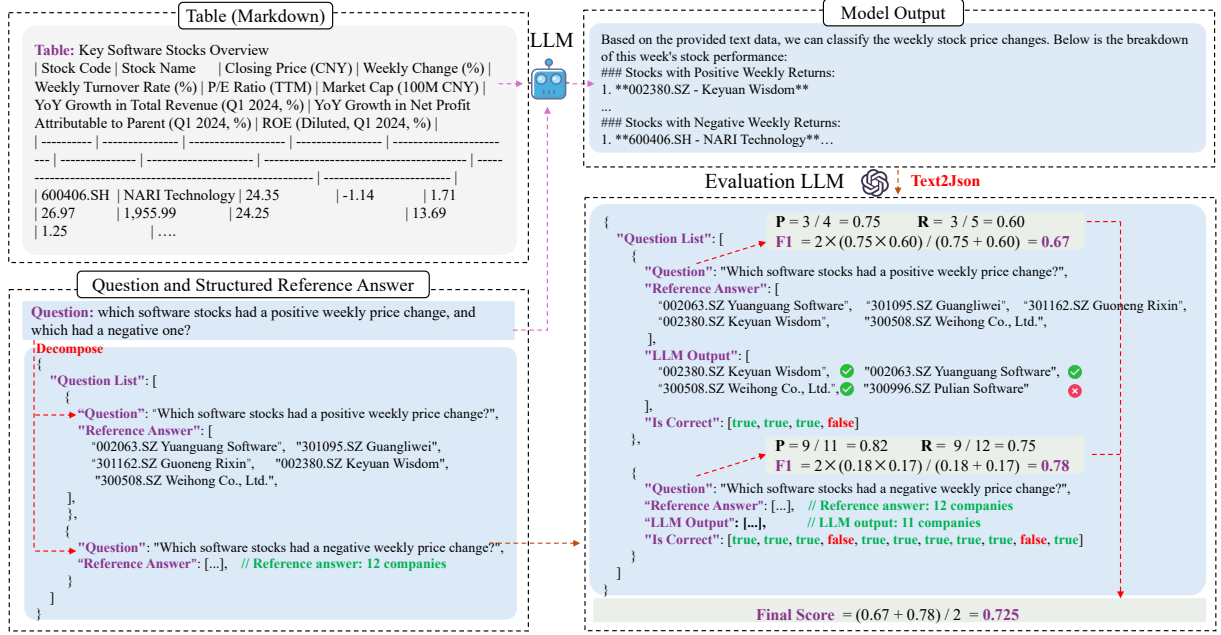 Table (Markdown)
Table: Key Software Stocks Overview
| Stock Code | Stock Name | Closing Price (CNY) | Weekly Change (%) |
Weekly Turnover Rate (%) | P/E Ratio (TTM) | Market Cap (100M CNY) |
YoY Growth in Total Revenue (Q1 2024, %) | YoY Growth in Net Profit
Attributable to Parent (Q1 2024, %) | ROE (Diluted, Q1 2024, %) |
| ---------- | --------------- | ------------------- | ----------------- | ---------------------
--- | --------------- | --------------------- | ---------------------------------------- | -----
---------------------------------------------------- | ------------------------- |
| 600406.SH | NARI Technology | 24.35 | -1.14 | 1.71
| 26.97 | 1,955.99 | 24.25 | 13.69
| 1.25 | ….
LLM
Model Output
Based on the provided text data, we can classify the weekly stock price changes. Below is the breakdown
of this week's stock performance:
### Stocks with Positive Weekly Returns:
1. **002380.SZ - Keyuan Wisdom**
...
### Stocks with Negative Weekly Returns:
1. **600406.SH - NARI Technology**…
Evaluation LLM
Text2Json
Question and Structured Reference Answer
Question: which software stocks had a positive weekly price change, and
which had a negative one?
Decompose
{
"Question List": [
{
"Question": "Which software stocks had a positive weekly price change?",
"Reference Answer": [
"002063.SZ Yuanguang Software", "301095.SZ Guangliwei",
"301162.SZ Guoneng Rixin", "002380.SZ Keyuan Wisdom",
"300508.SZ Weihong Co., Ltd.",
],
},
{
"Question": "Which software stocks had a negative weekly price change?",
"Reference Answer": [...], // Reference answer: 12 companies
}
]
}
{
P = 3 / 4 = 0.75 R = 3 / 5 = 0.60
F1 = 2×(0.75×0.60) / (0.75 + 0.60) = 0.67
"Question List": [
{
"Question": "Which software stocks had a positive weekly price change?",
"Reference Answer": [
"002063.SZ Yuanguang Software", "301095.SZ Guangliwei", "301162.SZ Guoneng Rixin",
"002380.SZ Keyuan Wisdom", "300508.SZ Weihong Co., Ltd.",
],
"LLM Output": [
"002380.SZ Keyuan Wisdom", "002063.SZ Yuanguang Software",
"300508.SZ Weihong Co., Ltd.", "300996.SZ Pulian Software"
],
"Is Correct": [true, true, true, false]
},
P = 9 / 11 = 0.82 R = 9 / 12 = 0.75
F1 = 2×(0.18×0.17) / (0.18 + 0.17) = 0.78
{
"Question": "Which software stocks had a negative weekly price change?",
"Reference Answer": [...], // Reference answer: 12 companies
"LLM Output": [...], // LLM output: 11 companies
"Is Correct": [true, true, true, false, true, true, true, true, true, false, true]
}
]
}
Final Score = (0.67 + 0.78) / 2 = 0.725